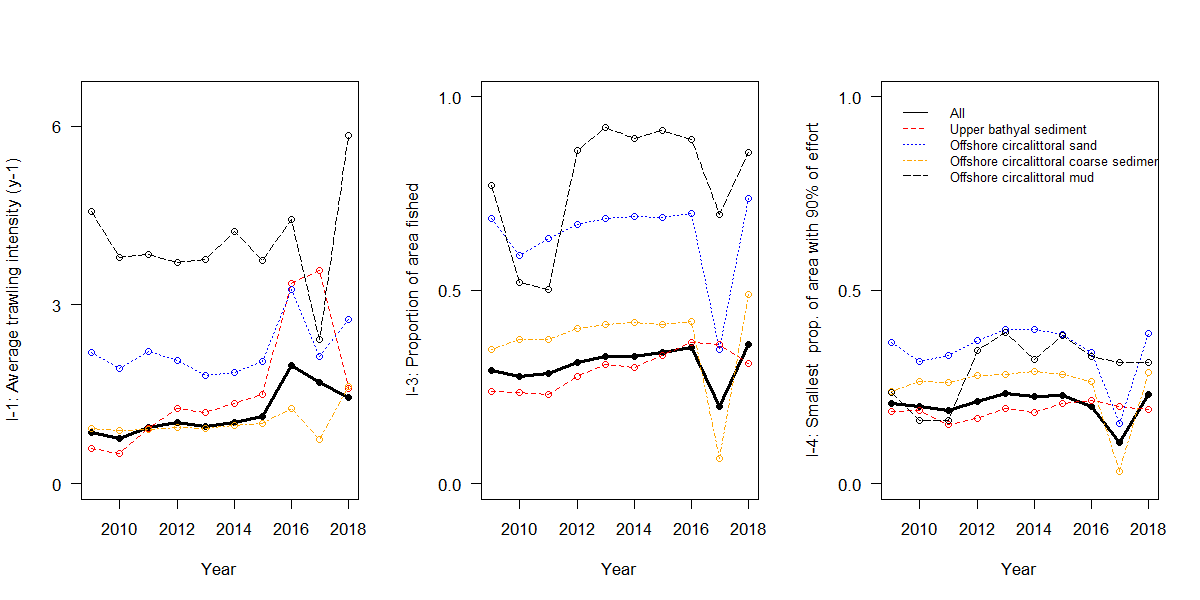 I-1: Average trawling intensity (y-1)
6
3
0
2010 2012 2014 2016 2018
Year
I-3: Proportion of area fished
1.0
0.5
0.0
2010 2012 2014 2016 2018
Year
I-4: Smallest prop. of area with 90% of effort
1.0
0.5
0.0
All
Upper bathyal sediment
Offshore circalittoral sand
Offshore circalittoral coarse sedimen
Offshore circalittoral mud
2010 2012 2014 2016 2018
Year